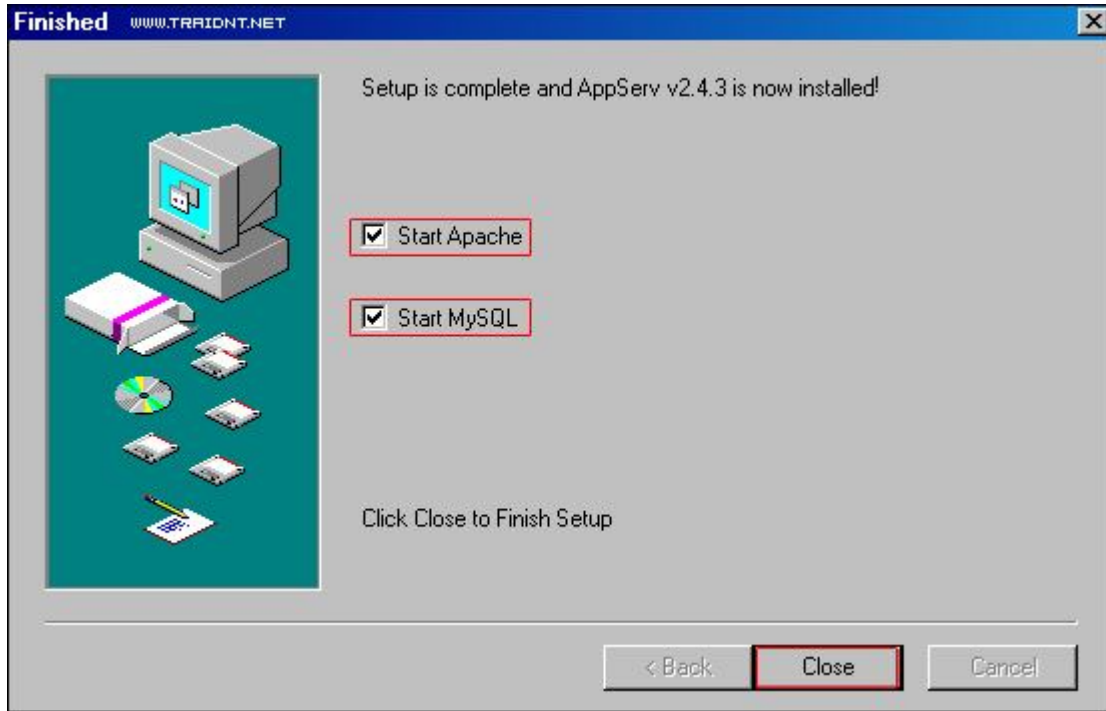 Finished WWW.TRAIDNT.NET
Setup is complete and AppServ v2.4.3 is now installed!
Start Apache
Start MySQL
Click Close to Finish Setup
< Back Close Cancel